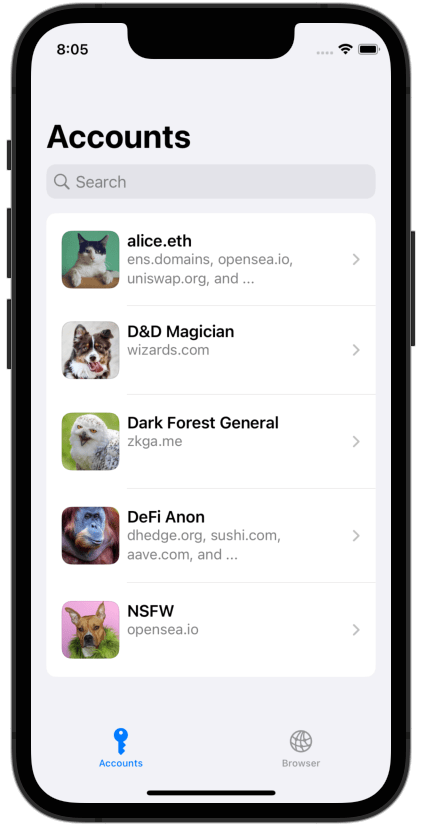 8:05
Accounts
Search
alice.eth
ens.domains, opensea.io,
uniswap.org, and ...
D&D Magician
wizards.com
Dark Forest General
zkga.me
DeFi Anon
dhedge.org, sushi.com,
aave.com, and ...
NSFW
opensea.io
Accounts
Browser